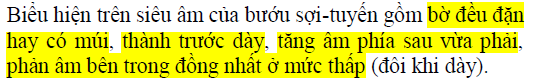 Biểu hiện trên siêu âm của bướu sợi-tuyến gồm bờ đều đặn
hay có múi, thành trước dày, tăng âm phía sau vừa phải,
phản âm bên trong đồng nhất ở mức thấp (đôi khi dày).